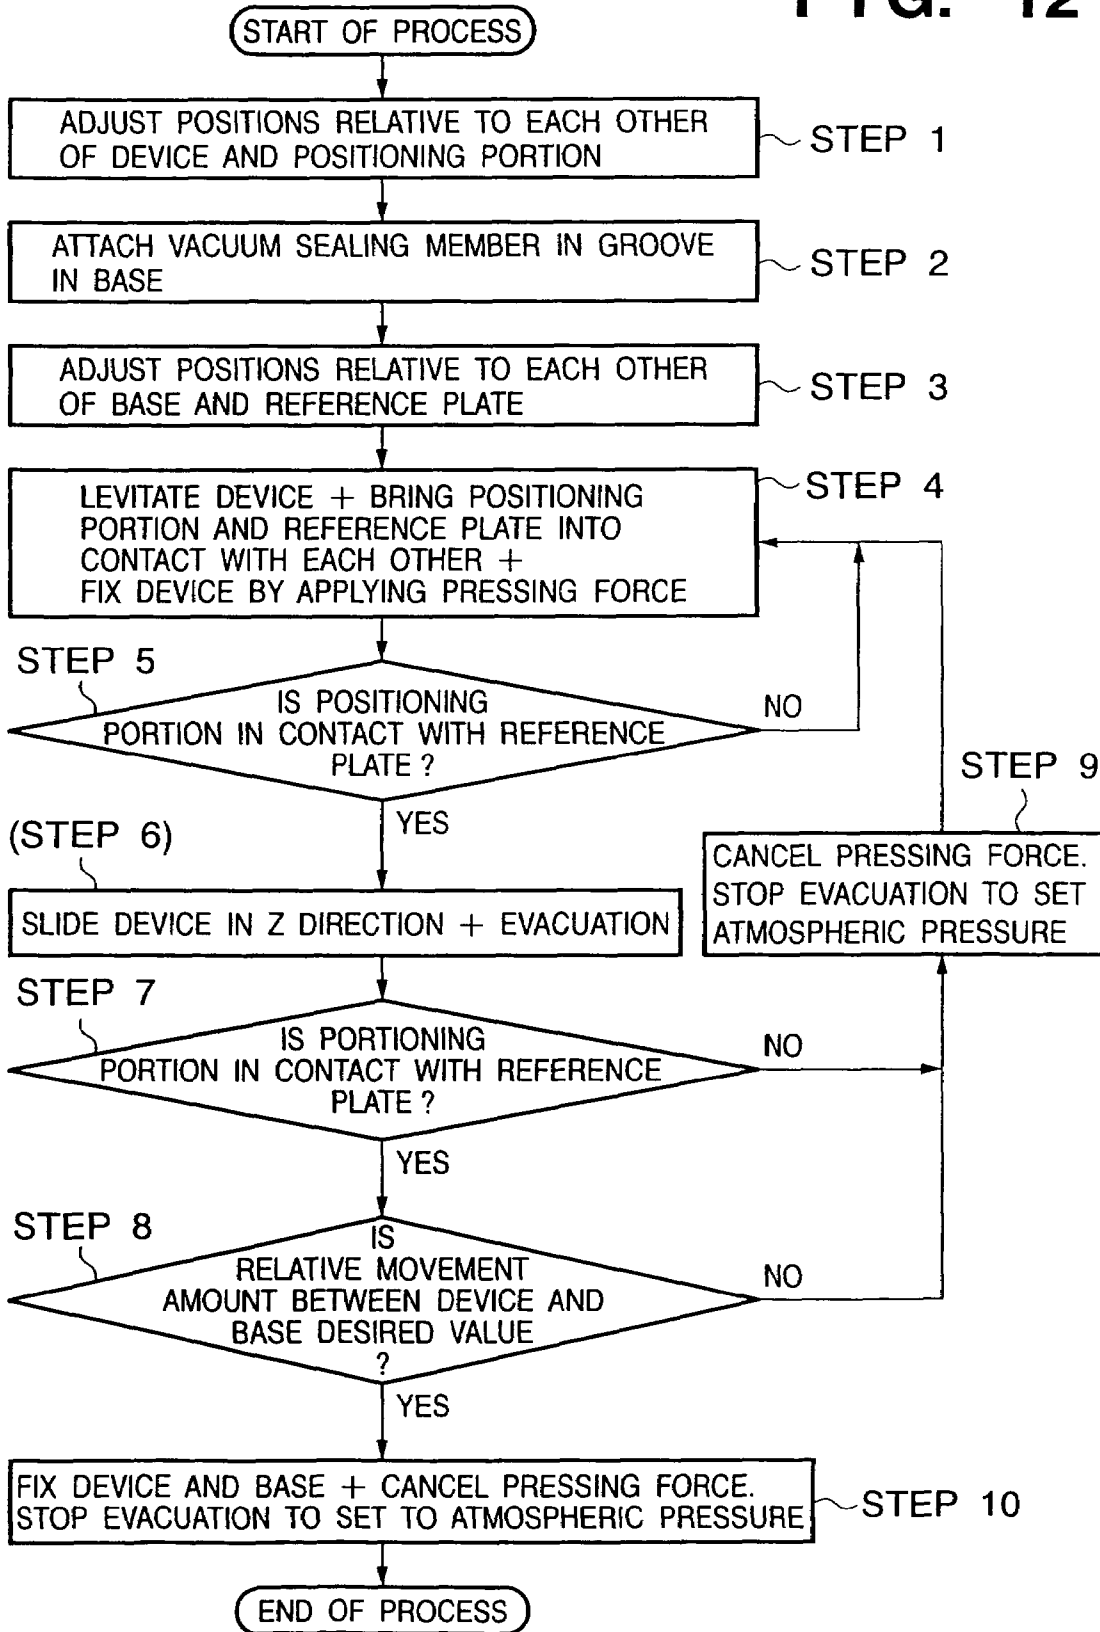 FIG. 12
START OF PROCESS
ADJUST POSITIONS RELATIVE TO EACH OTHER
OF DEVICE AND POSITIONING PORTION
STEP 1
ATTACH VACUUM SEALING MEMBER IN GROOVE
IN BASE
STEP 2
ADJUST POSITIONS RELATIVE TO EACH OTHER
OF BASE AND REFERENCE PLATE
STEP 3
LEVITATE DEVICE + BRING POSITIONING
PORTION AND REFERENCE PLATE INTO
CONTACT WITH EACH OTHER +
FIX DEVICE BY APPLYING PRESSING FORCE
STEP 4
STEP 5
IS POSITIONING
PORTION IN CONTACT WITH REFERENCE
PLATE ?
NO
YES
(STEP 6)
SLIDE DEVICE IN Z DIRECTION + EVACUATION
STEP 9
CANCEL PRESSING FORCE.
STOP EVACUATION TO SET
ATMOSPHERIC PRESSURE
STEP 7
IS PORTIONING
PORTION IN CONTACT WITH REFERENCE
PLATE ?
NO
YES
STEP 8
IS
RELATIVE MOVEMENT
AMOUNT BETWEEN DEVICE AND
BASE DESIRED VALUE
?
NO
YES
FIX DEVICE AND BASE + CANCEL PRESSING FORCE.
STOP EVACUATION TO SET TO ATMOSPHERIC PRESSURE
STEP 10
END OF PROCESS